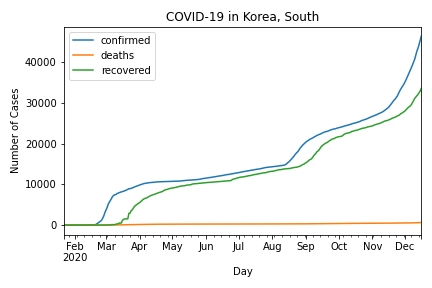 COVID-19 in Korea, South
confirmed
deaths
recovered
Number of Cases
40000
30000
20000
10000
0
Feb Mar Apr May Jun Jul Aug Sep Oct Nov Dec
2020
Day